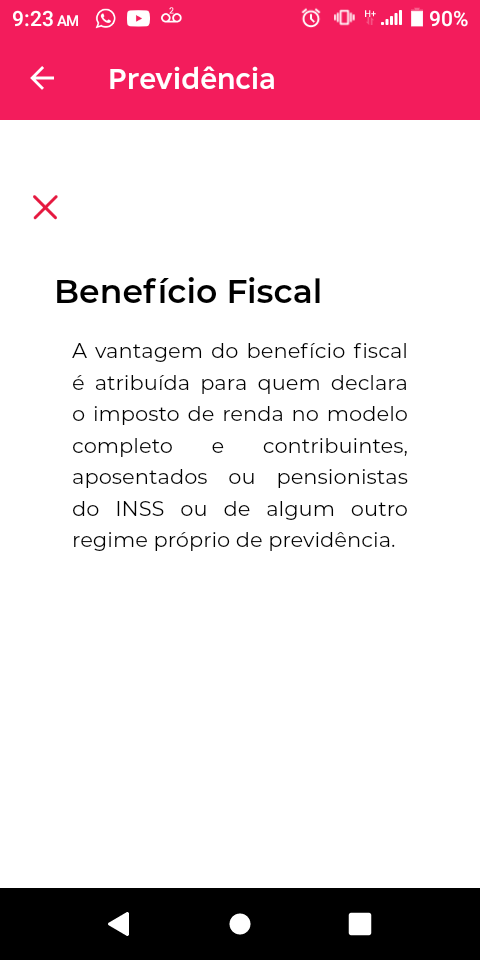 9:23 AM
2
H+
90%
Previdência
Benefício Fiscal
A vantagem do benefício fiscal
é atribuída para quem declara
o imposto de renda no modelo
completo e contribuintes,
aposentados ou pensionistas
do INSS ou de algum outro
regime próprio de previdência.